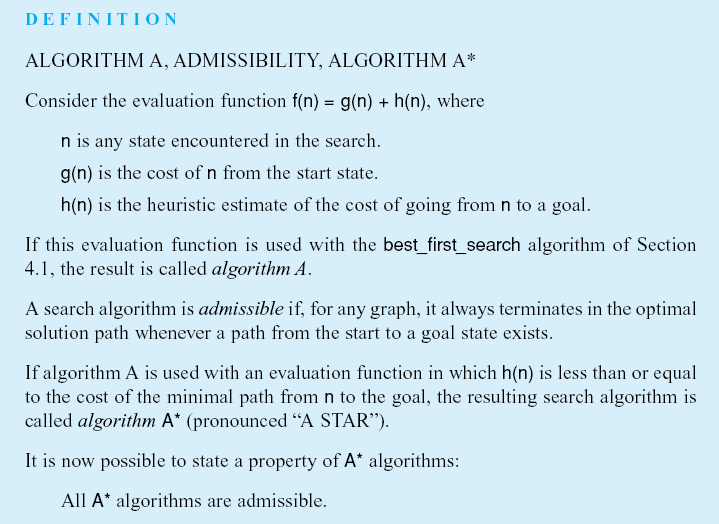 DEFINITION
ALGORITHM A, ADMISSIBILITY, ALGORITHM A*
Consider the evaluation function f(n) = g(n) + h(n), where
n is any state encountered in the search.
g(n) is the cost of n from the start state.
h(n) is the heuristic estimate of the cost of going from n to a goal.
If this evaluation function is used with the best_first_search algorithm of Section
4.1, the result is called algorithm A.
A search algorithm is admissible if, for any graph, it always terminates in the optimal
solution path whenever a path from the start to a goal state exists.
If algorithm A is used with an evaluation function in which h(n) is less than or equal
to the cost of the minimal path from n to the goal, the resulting search algorithm is
called algorithm A* (pronounced “A STAR”).
It is now possible to state a property of A* algorithms:
All A* algorithms are admissible.